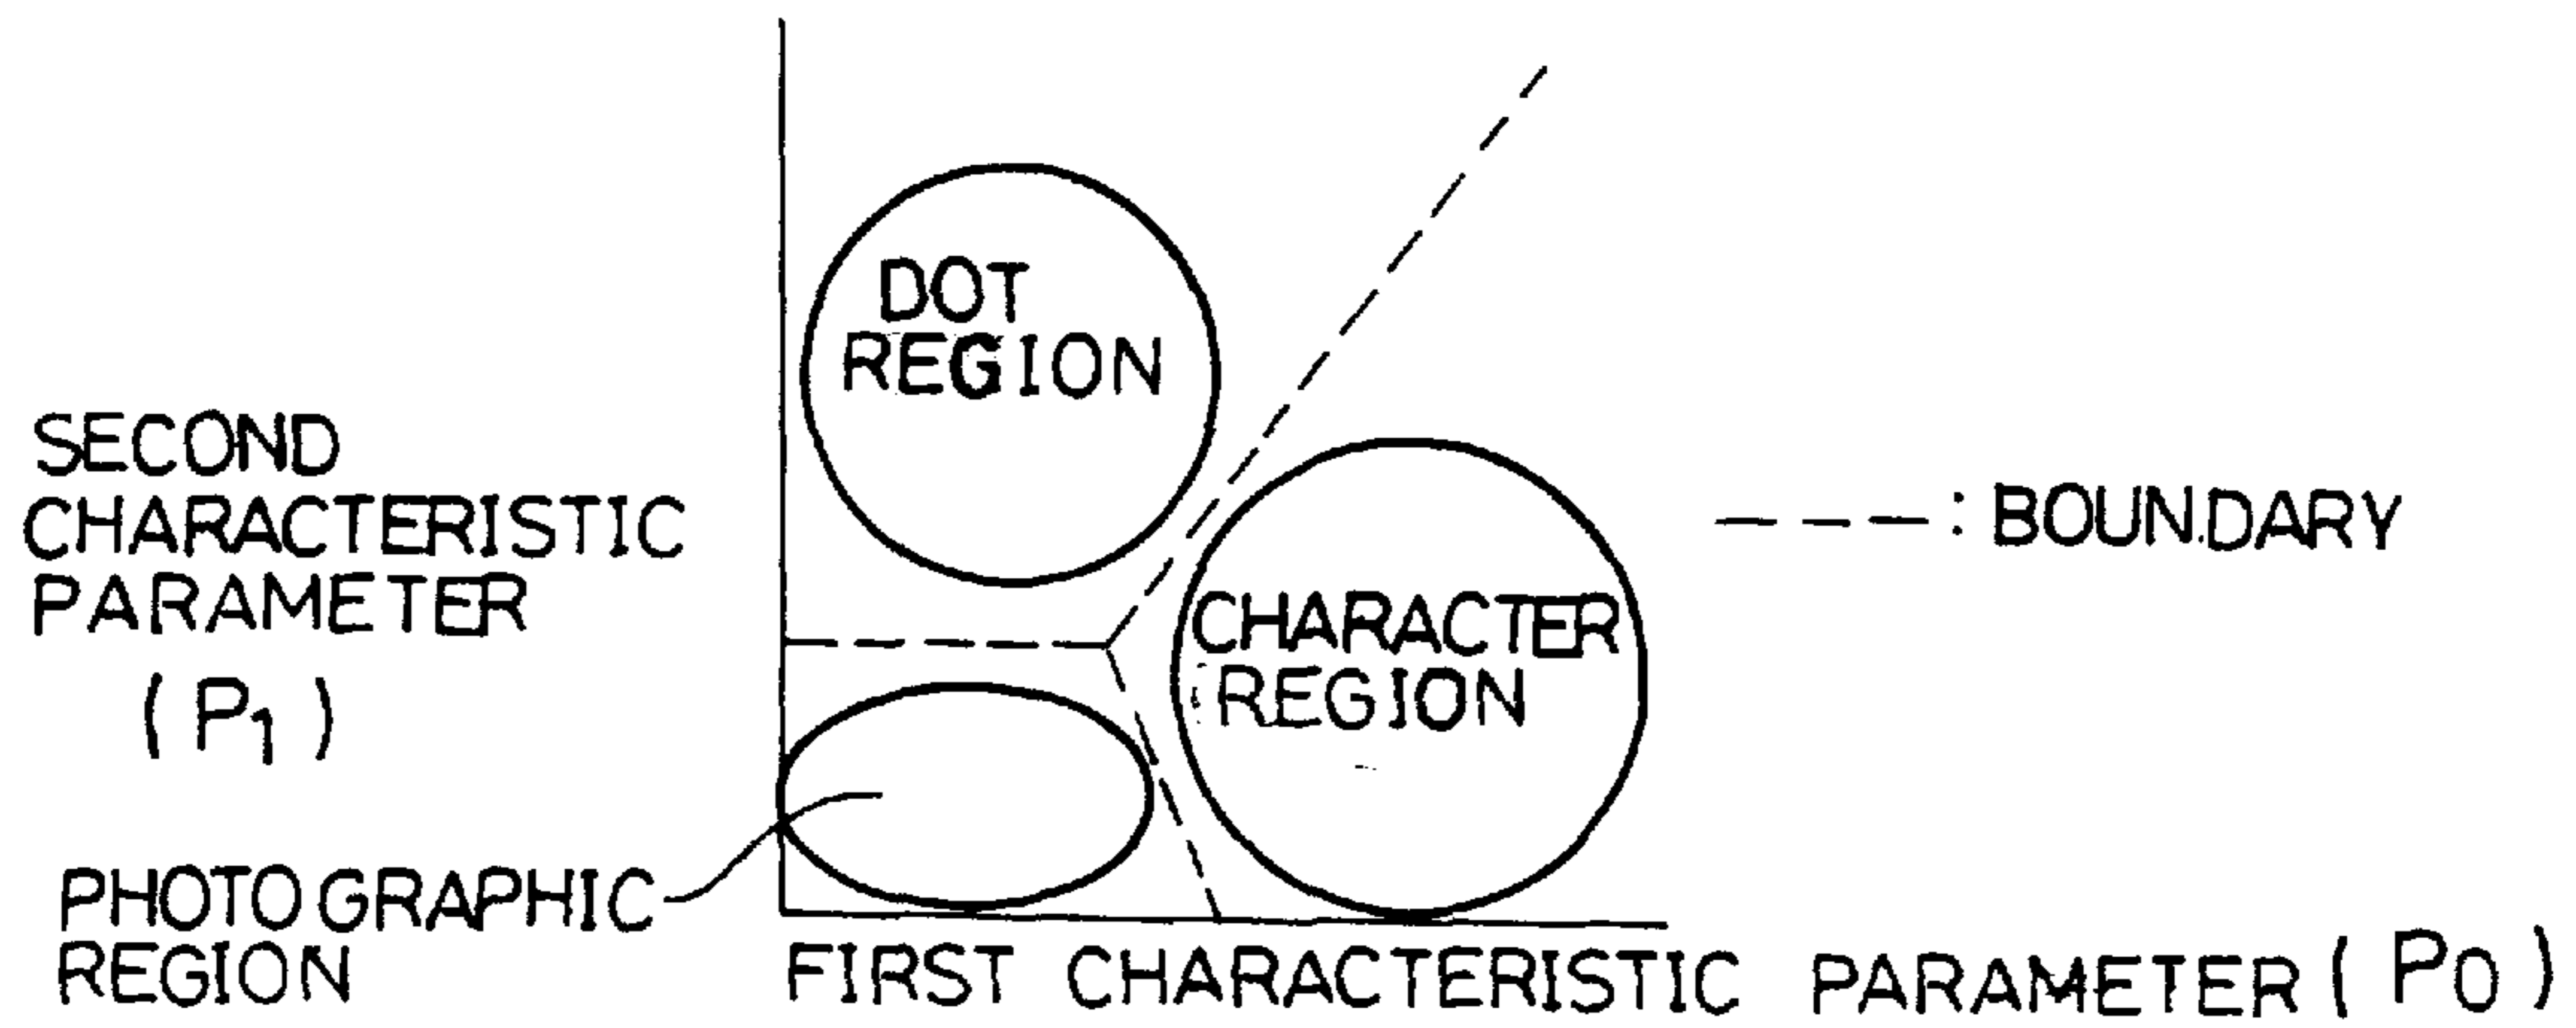 DOT
REGION
SECOND
CHARACTERISTIC
PARAMETER
( P1 )
--- : BOUNDARY
CHARACTER
REGION
PHOTOGRAPHIC
REGION
FIRST CHARACTERISTIC PARAMETER ( P0 )